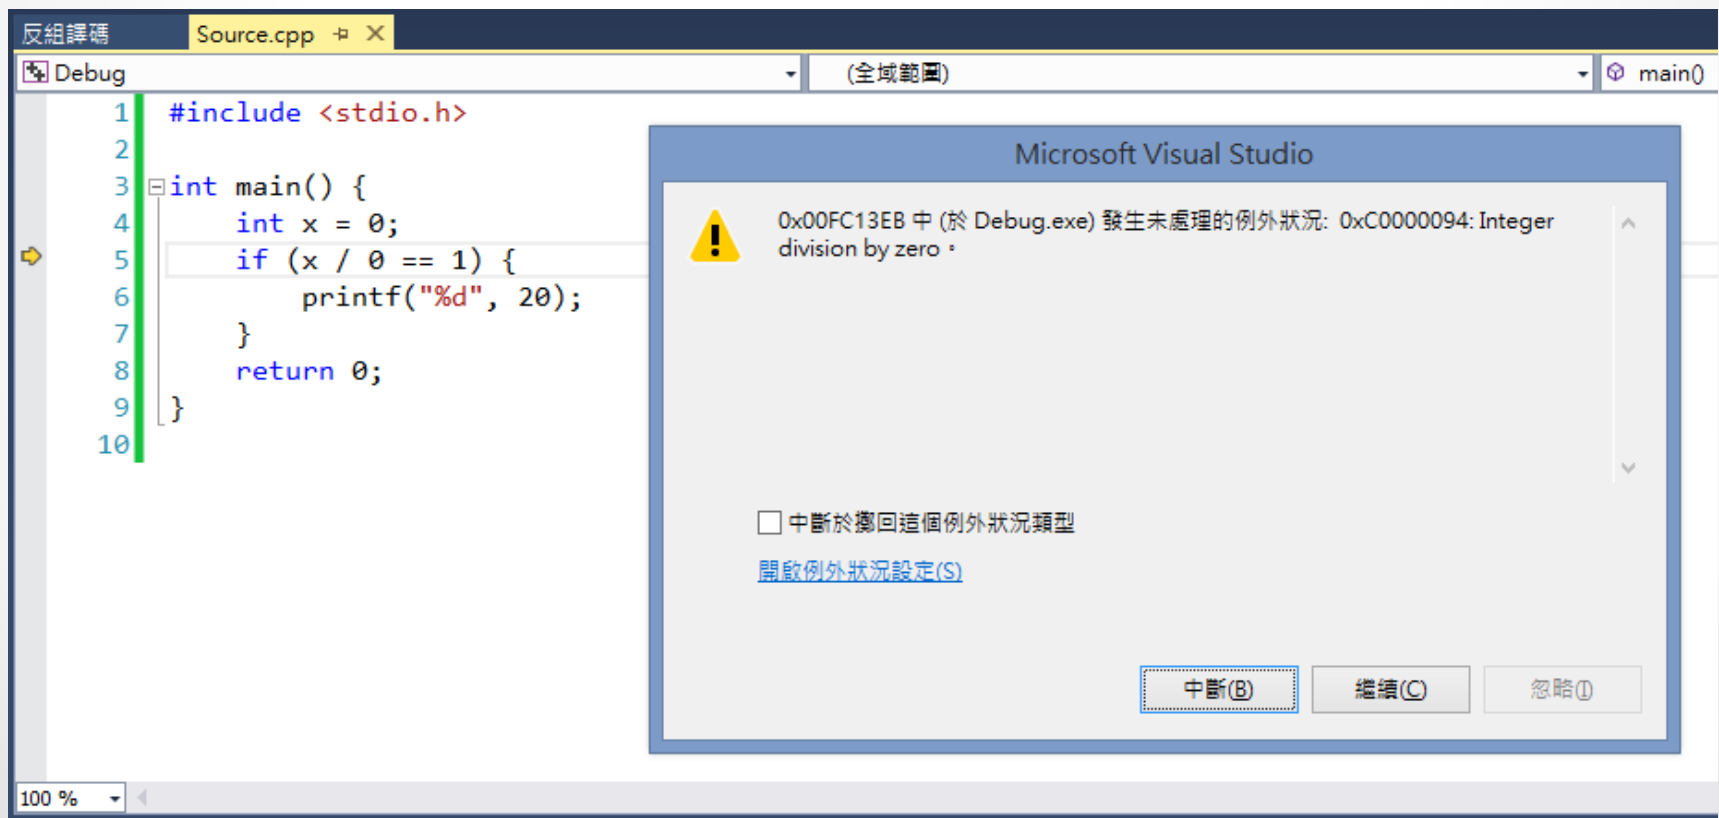 反組譯碼 Source.cpp
Debug (全域範圍) main()
1 #include <stdio.h>
2
3 int main() {
4 int x = 0;
5 if (x / 0 == 1) {
6 printf("%d", 20);
7 }
8 return 0;
9 }
10
Microsoft Visual Studio
0x00FC13EB 中 (於 Debug.exe) 發生未處理的例外狀況: 0xC0000094: Integer
division by zero。
中斷於擲回這個例外狀況類型
開啟例外狀況設定(S)
中斷(B) 繼續(C) 忽略(I)
100 %